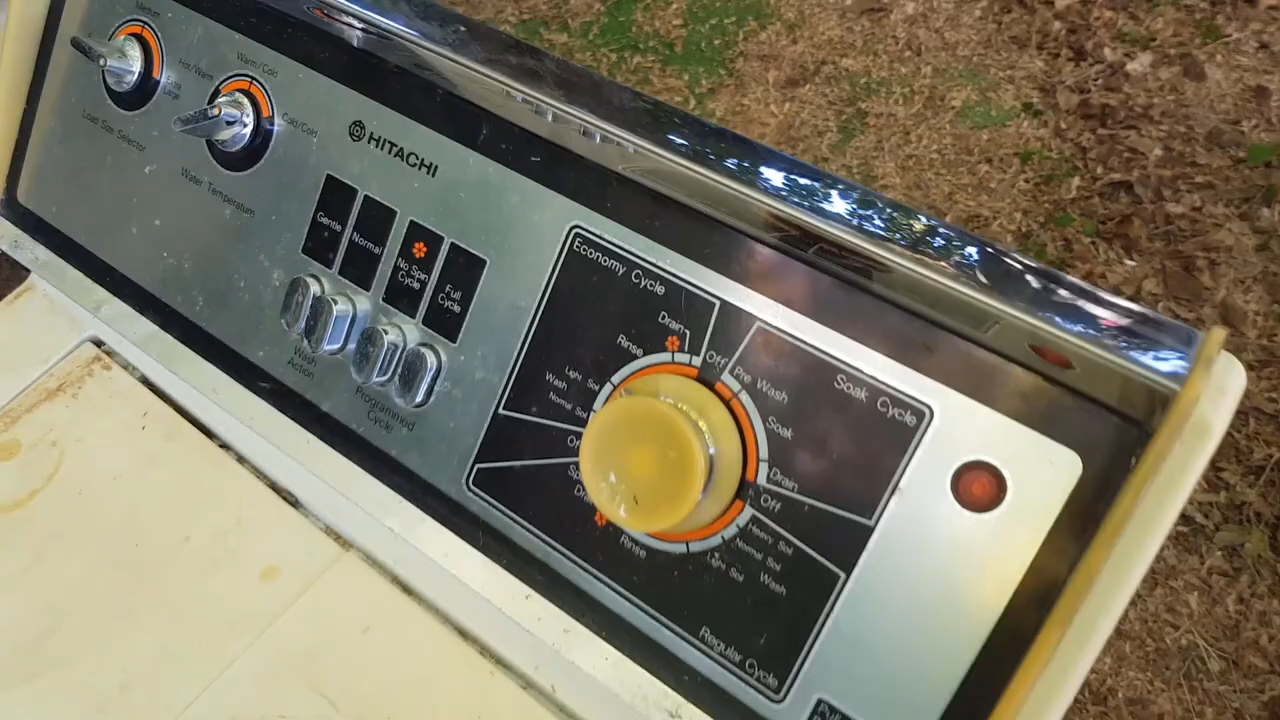 Medium
Extra
Large
Load Size Selector
Hot/Warm
Warm/Cold
Cold/Cold
Water Temperature
HITACHI
Gentle
Normal
No Spin
Cycle
Full
Cycle
Wash
Action
Programmed
Cycle
Economy Cycle
Drain
Rinse
Light Soil
Wash
Normal Soil
Off
Pre Wash
Soak
Drain
Soak Cycle
Off
Heavy Soil
Normal Soil
Light Soil
Wash
Rinse
Regular Cycle